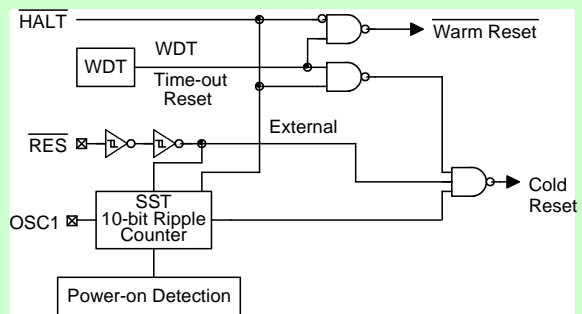 HALT
Warm Reset
WDT
WDT
Time-out
Reset
External
RES
SST
10-bit Ripple
Counter
OSC1
Cold
Reset
Power-on Detection